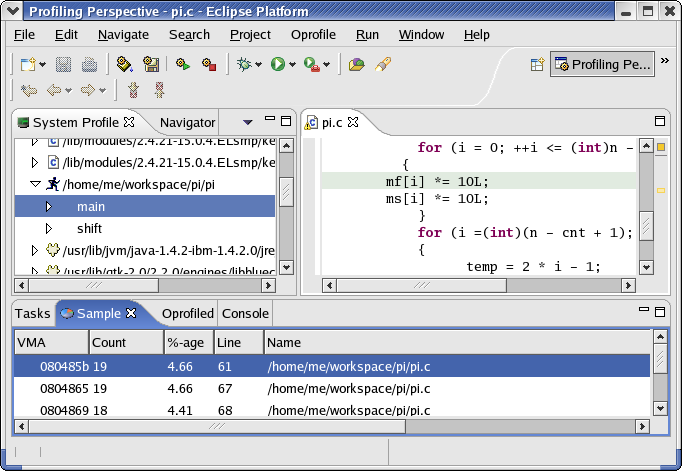 Profiling Perspective - pi.c - Eclipse Platform
File Edit Navigate Search Project Oprofile Run Window Help
Profiling Pe... »
System Profile Navigator
/lib/modules/2.4.21-15.0.4.ELsmp/ke
/lib/modules/2.4.21-15.0.4.ELsmp/ke
/home/me/workspace/pi/pi
main
shift
/usr/lib/jvm/java-1.4.2-ibm-1.4.2.0/jre
/usr/lib/gtk-2.0/2.2.0/engines/libbluec
pi.c
for (i = 0; ++i <= (int)n -
{
mf[i] *= 10L;
ms[i] *= 10L;
}
for (i =(int)(n - cnt + 1);
{
temp = 2 * i - 1;
Tasks Sample Oprofiled Console
VMA Count %-age Line Name
080485b 19 4.66 61 /home/me/workspace/pi/pi.c
0804865 19 4.66 67 /home/me/workspace/pi/pi.c
0804869 18 4.41 68 /home/me/workspace/pi/pi.c